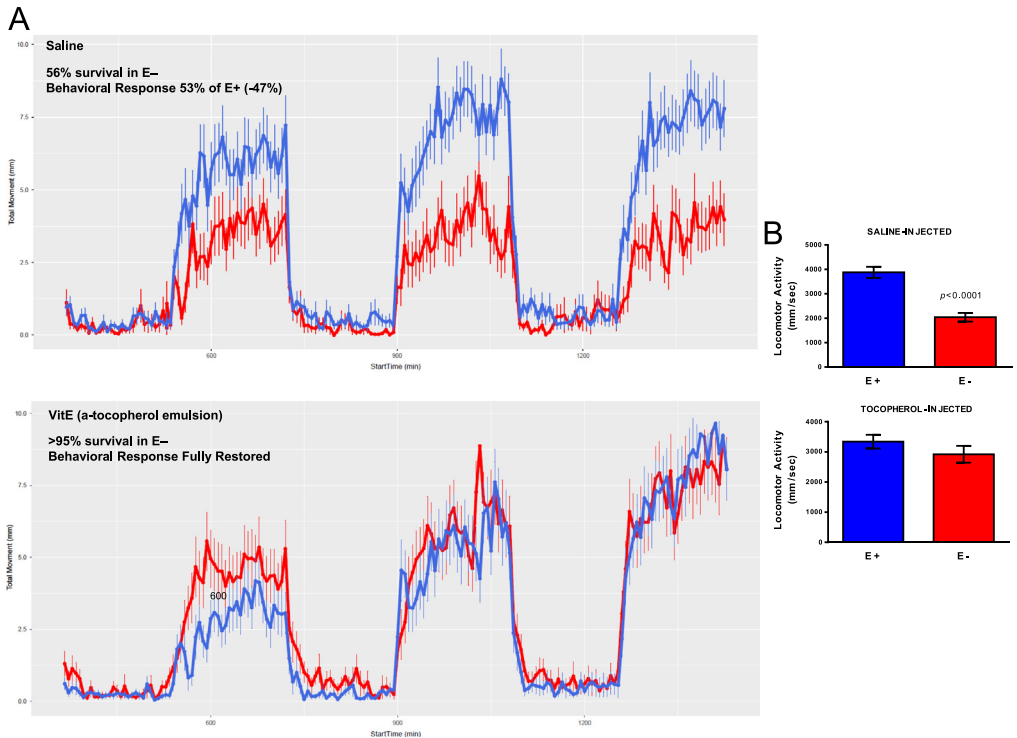 A
Saline
56% survival in E–
Behavioral Response 53% of E+ (-47%)
10.0
7.5
5.0
2.5
0.0
Total Movment (mm)
600
900
1200
StartTime (min)
VitE (a-tocopherol emulsion)
>95% survival in E–
Behavioral Response Fully Restored
10.0
7.5
5.0
2.5
0.0
Total Movment (mm)
600
600
900
1200
StartTime (min)
B
SALINE-INJECTED
Locomotor Activity
(mm/sec)
5000
4000
3000
2000
1000
0
p<0.0001
E+
E-
TOCOPHEROL-INJECTED
Locomotor Activity
(mm/sec)
4000
3000
2000
1000
0
E+
E-